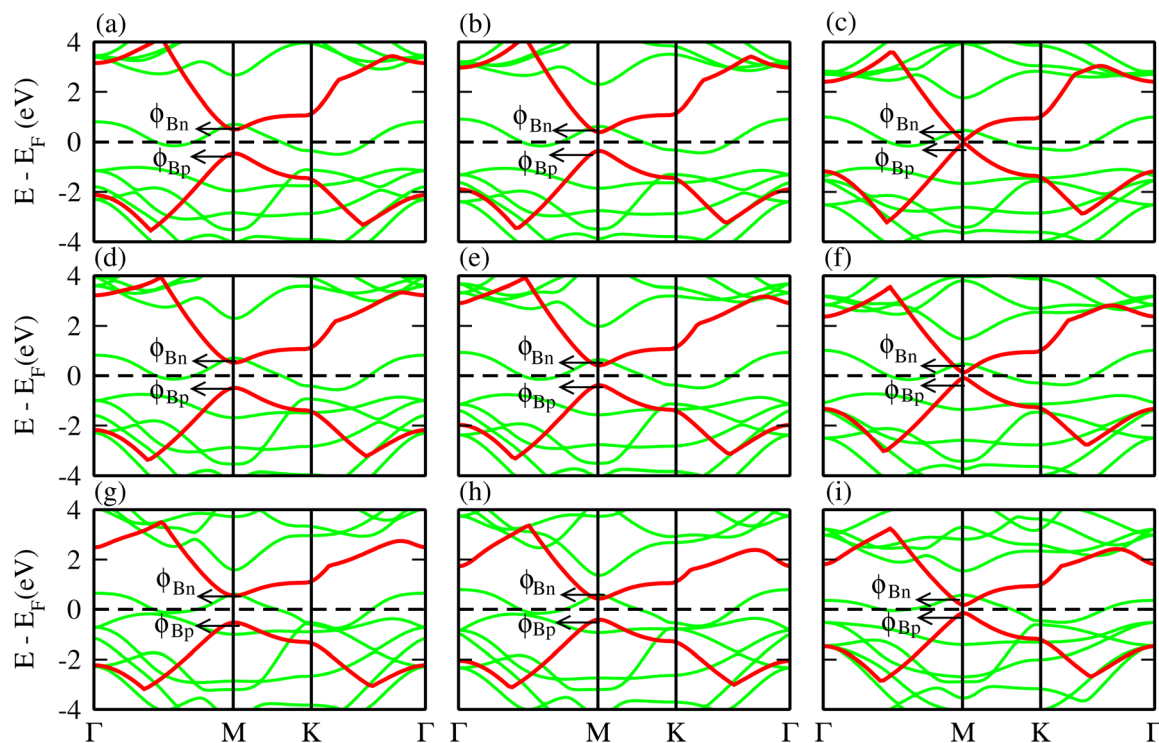 (a) (b) (c)
4
2
0
-2
-4
E - E_F (eV)
ϕ_Bn
ϕ_Bp
ϕ_Bn
ϕ_Bp
ϕ_Bn
ϕ_Bp
(d) (e) (f)
4
2
0
-2
-4
E - E_F(eV)
ϕ_Bn
ϕ_Bp
ϕ_Bn
ϕ_Bp
ϕ_Bn
ϕ_Bp
(g) (h) (i)
4
2
0
-2
-4
E - E_F(eV)
ϕ_Bn
ϕ_Bp
ϕ_Bn
ϕ_Bp
ϕ_Bn
ϕ_Bp
Γ M K Γ Γ M K Γ Γ M K Γ